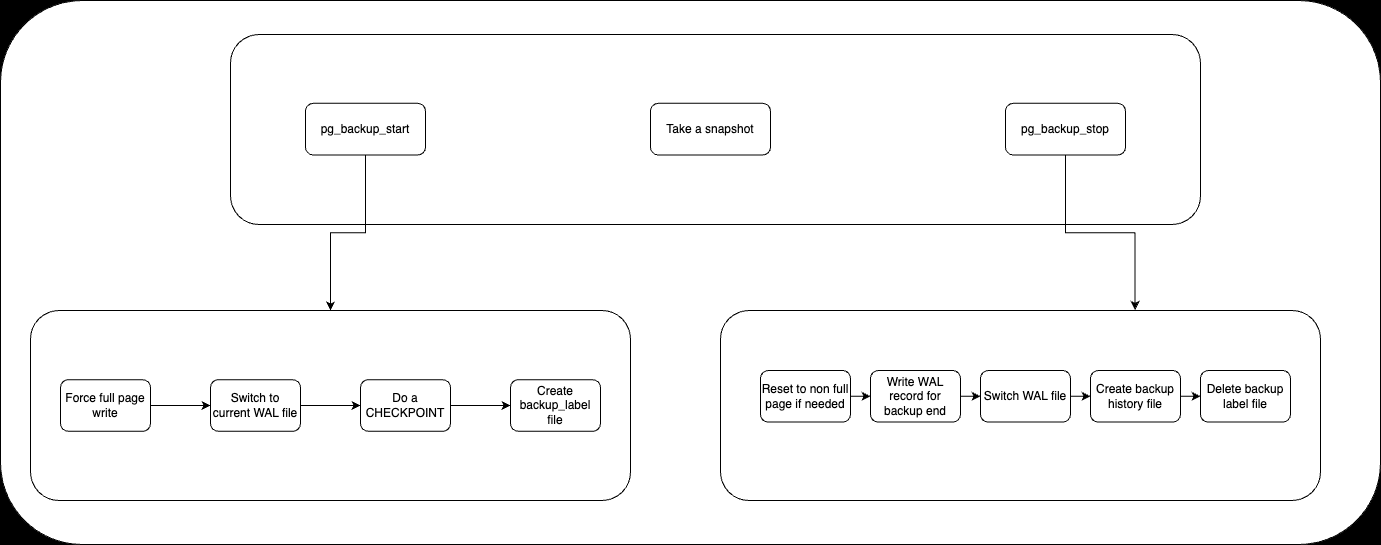 pg_backup_start
Take a snapshot
pg_backup_stop
Force full page
write
Switch to
current WAL file
Do a
CHECKPOINT
Create
backup_label
file
Reset to non full
page if needed
Write WAL
record for
backup end
Switch WAL file
Create backup
history file
Delete backup
label file